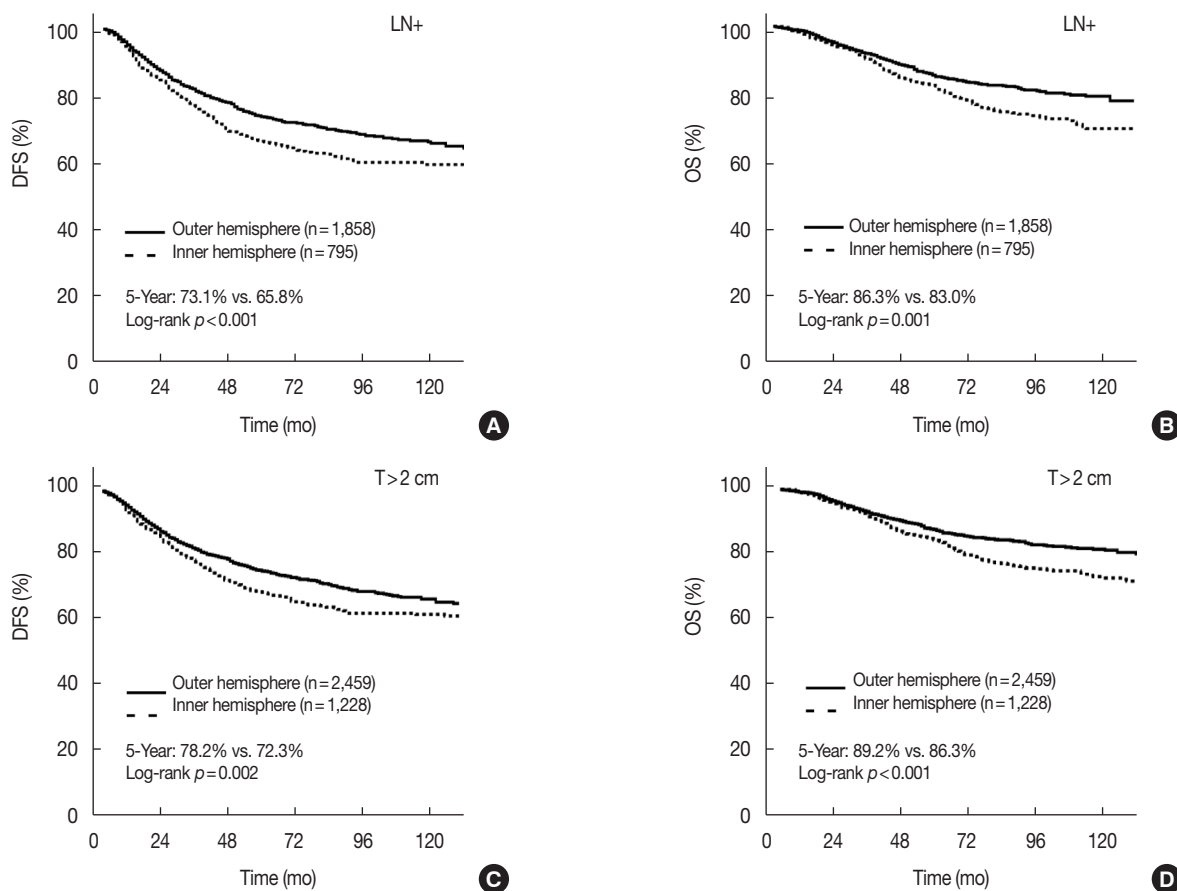 LN+
100
80
60
40
20
0
DFS (%)
Outer hemisphere (n=1,858)
Inner hemisphere (n=795)
5-Year: 73.1% vs. 65.8%
Log-rank p<0.001
0 24 48 72 96 120
Time (mo)
A
LN+
100
80
60
40
20
0
OS (%)
Outer hemisphere (n=1,858)
Inner hemisphere (n=795)
5-Year: 86.3% vs. 83.0%
Log-rank p=0.001
0 24 48 72 96 120
Time (mo)
B
T>2 cm
100
80
60
40
20
0
DFS (%)
Outer hemisphere (n=2,459)
Inner hemisphere (n=1,228)
5-Year: 78.2% vs. 72.3%
Log-rank p=0.002
0 24 48 72 96 120
Time (mo)
C
T>2 cm
100
80
60
40
20
0
OS (%)
Outer hemisphere (n=2,459)
Inner hemisphere (n=1,228)
5-Year: 89.2% vs. 86.3%
Log-rank p<0.001
0 24 48 72 96 120
Time (mo)
D